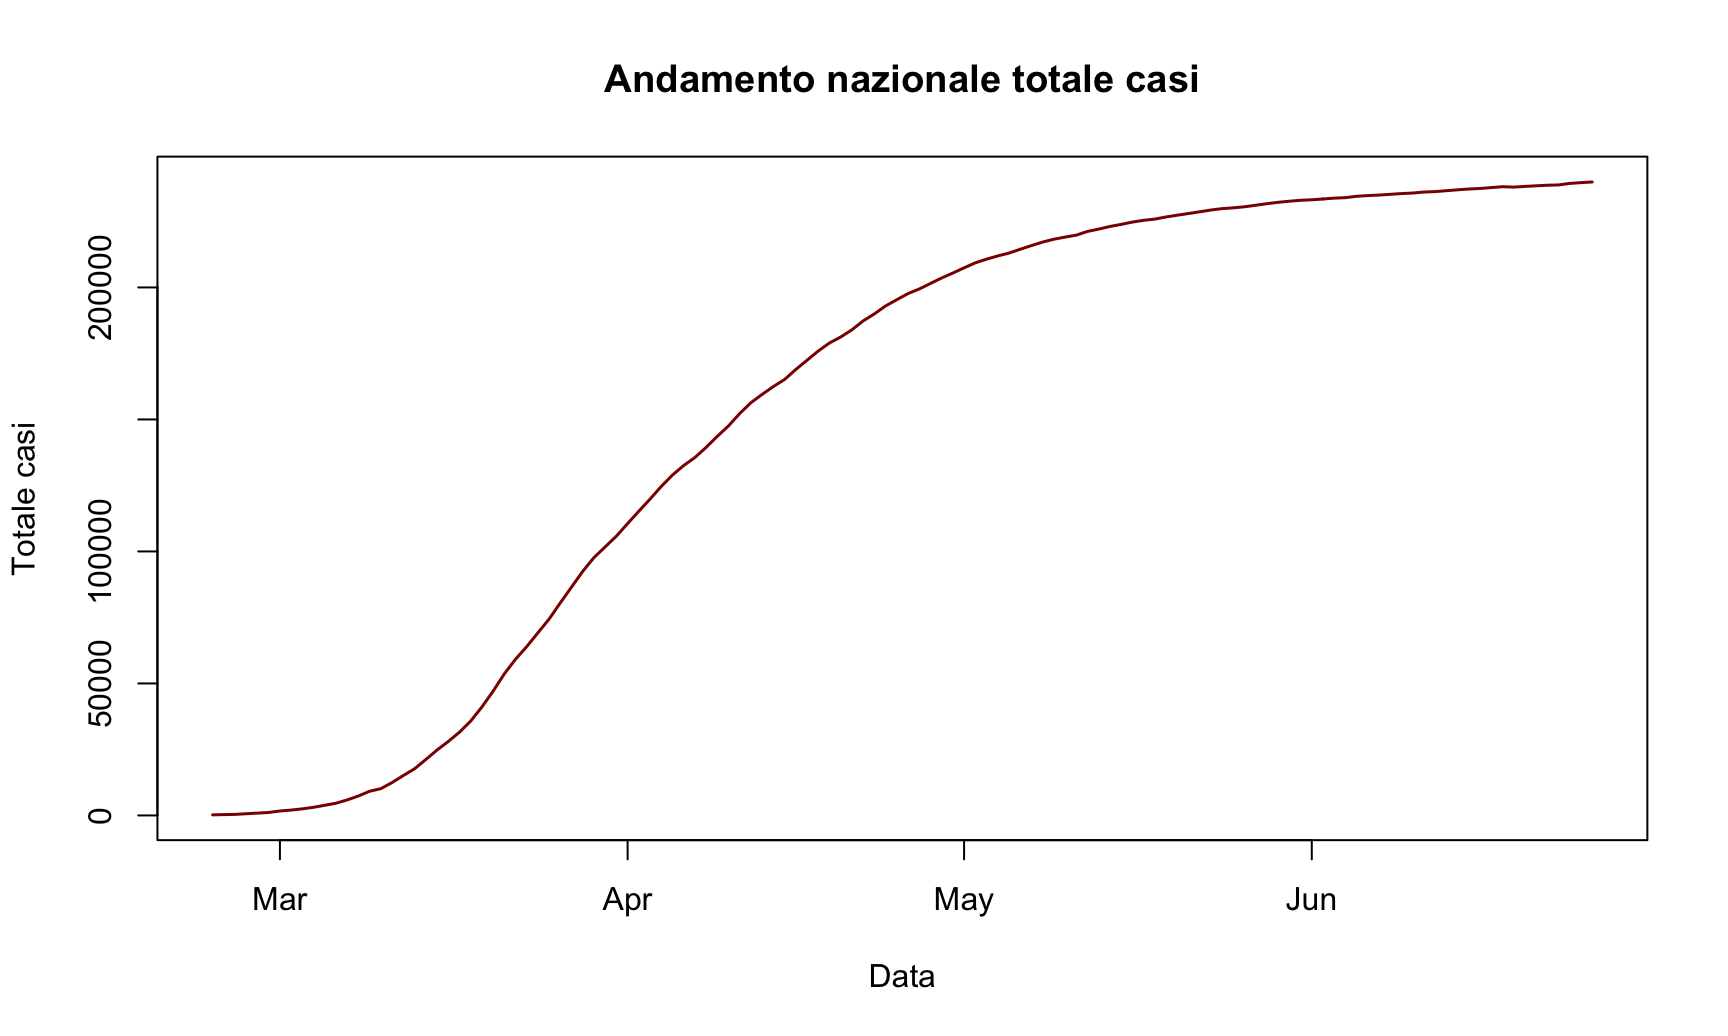 Andamento nazionale totale casi
Totale casi
200000
100000
50000
0
Mar Apr May Jun
Data